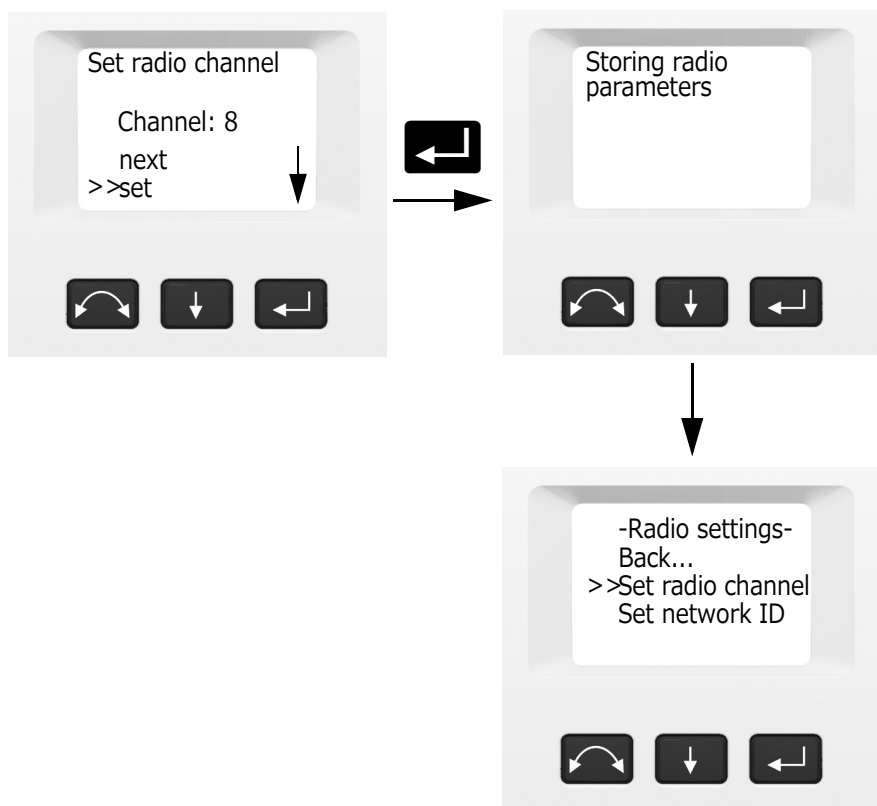 Set radio channel
Channel: 8
next
>>set
Storing radio
parameters
-Radio settings-
Back...
>>Set radio channel
Set network ID